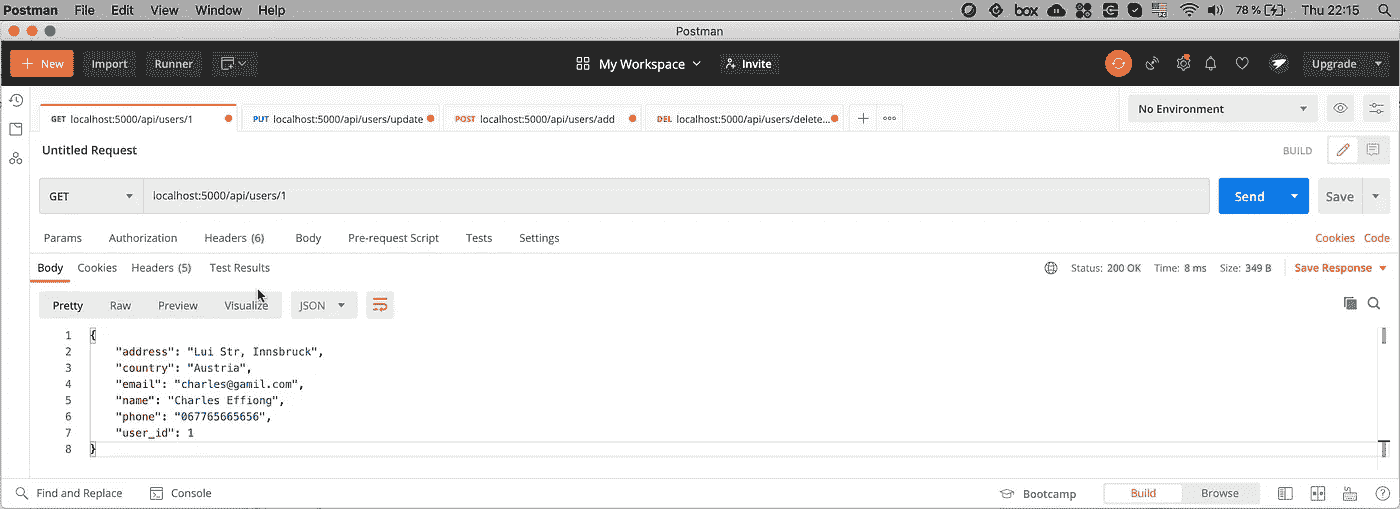 Postman File Edit View Window Help box 78 % Thu 22:15
Postman
+ New Import Runner My Workspace Invite Upgrade
GET localhost:5000/api/users/1 PUT localhost:5000/api/users/update POST localhost:5000/api/users/add DEL localhost:5000/api/users/delete... No Environment
Untitled Request BUILD
GET localhost:5000/api/users/1 Send Save
Params Authorization Headers (6) Body Pre-request Script Tests Settings Cookies Code
Body Cookies Headers (5) Test Results Status: 200 OK Time: 8 ms Size: 349 B Save Response
Pretty Raw Preview Visualize JSON
1 {
2 "address": "Lui Str, Innsbruck",
3 "country": "Austria",
4 "email": "charles@gamil.com",
5 "name": "Charles Effiong",
6 "phone": "067765665656",
7 "user_id": 1
8 }
Find and Replace Console Bootcamp Build Browse